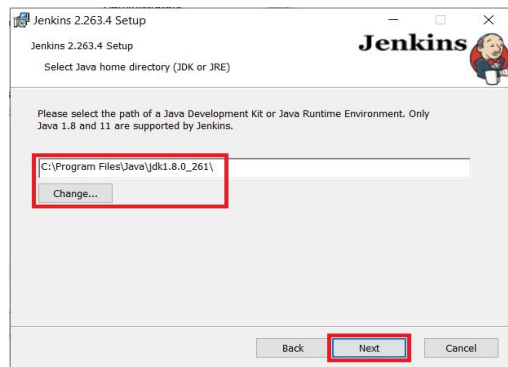 Jenkins 2.263.4 Setup
Jenkins 2.263.4 Setup
Jenkins
Select Java home directory (JDK or JRE)
Please select the path of a Java Development Kit or Java Runtime Environment. Only
Java 1.8 and 11 are supported by Jenkins.
C:\Program Files\Java\jdk1.8.0_261\
Change...
Back
Next
Cancel